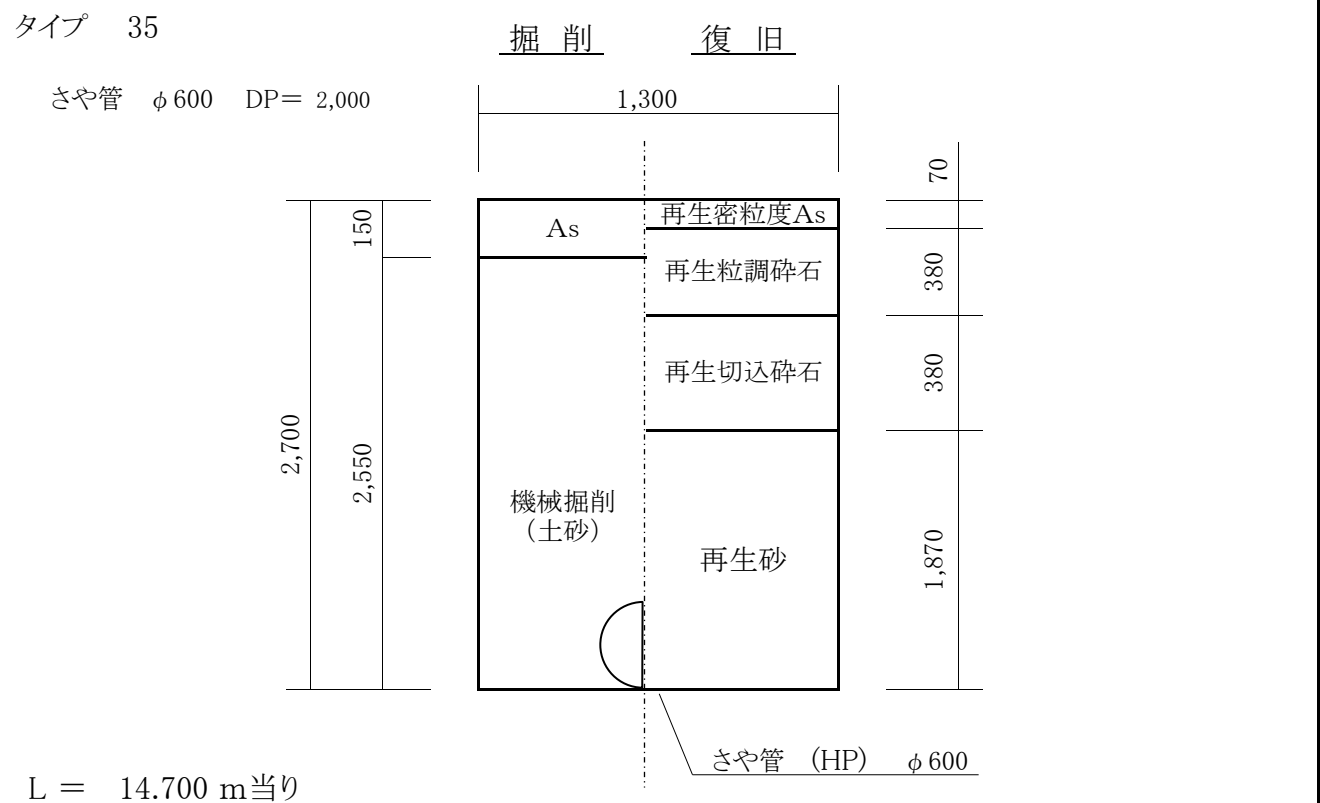 タイプ 35
掘 削 復 旧
さや管 φ600 DP= 2,000
1,300
70
150
As
再生密粒度As
再生粒調砕石
380
再生切込砕石
380
2,700
2,550
機械掘削
(土砂)
再生砂
1,870
さや管 (HP) φ600
L = 14.700 m当り